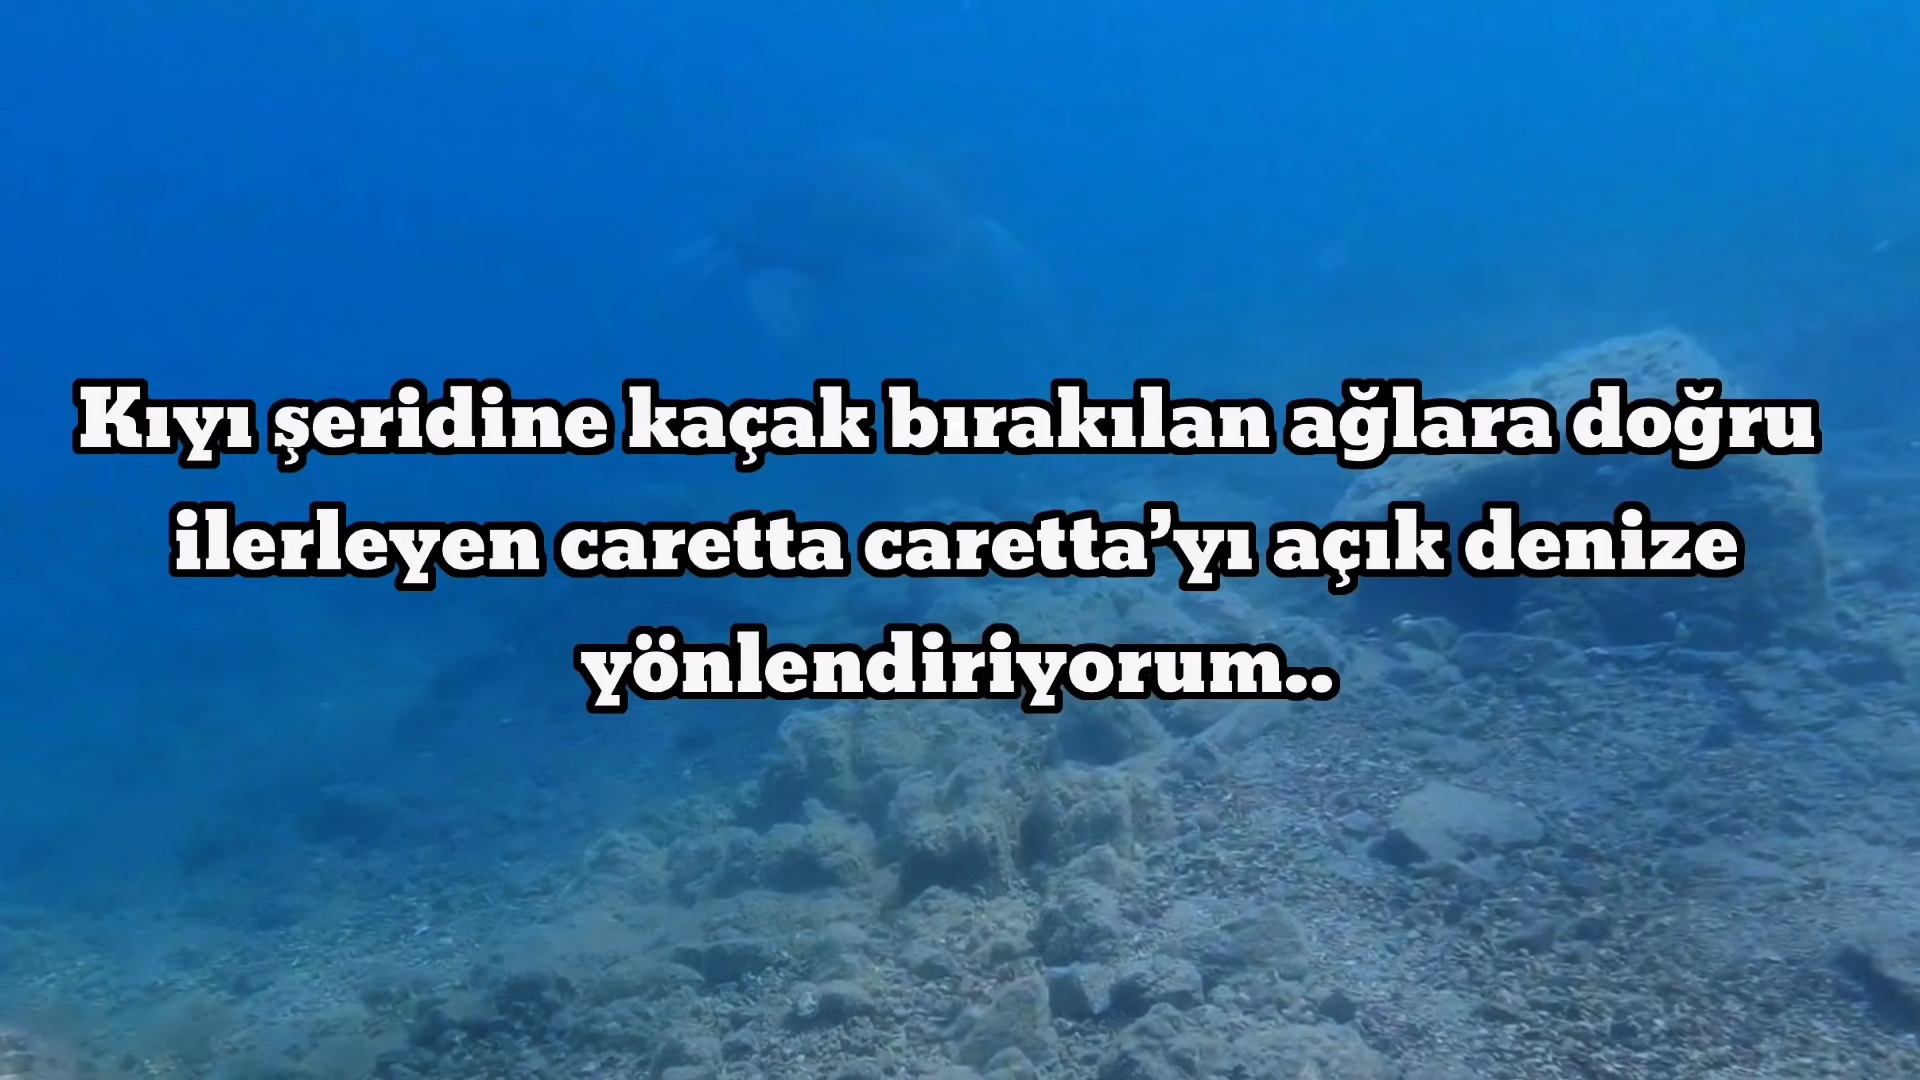 Kıyı şeridine kaçak bırakılan ağlara doğru
ilerleyen caretta caretta’yı açık denize
yönlendiriyorum..